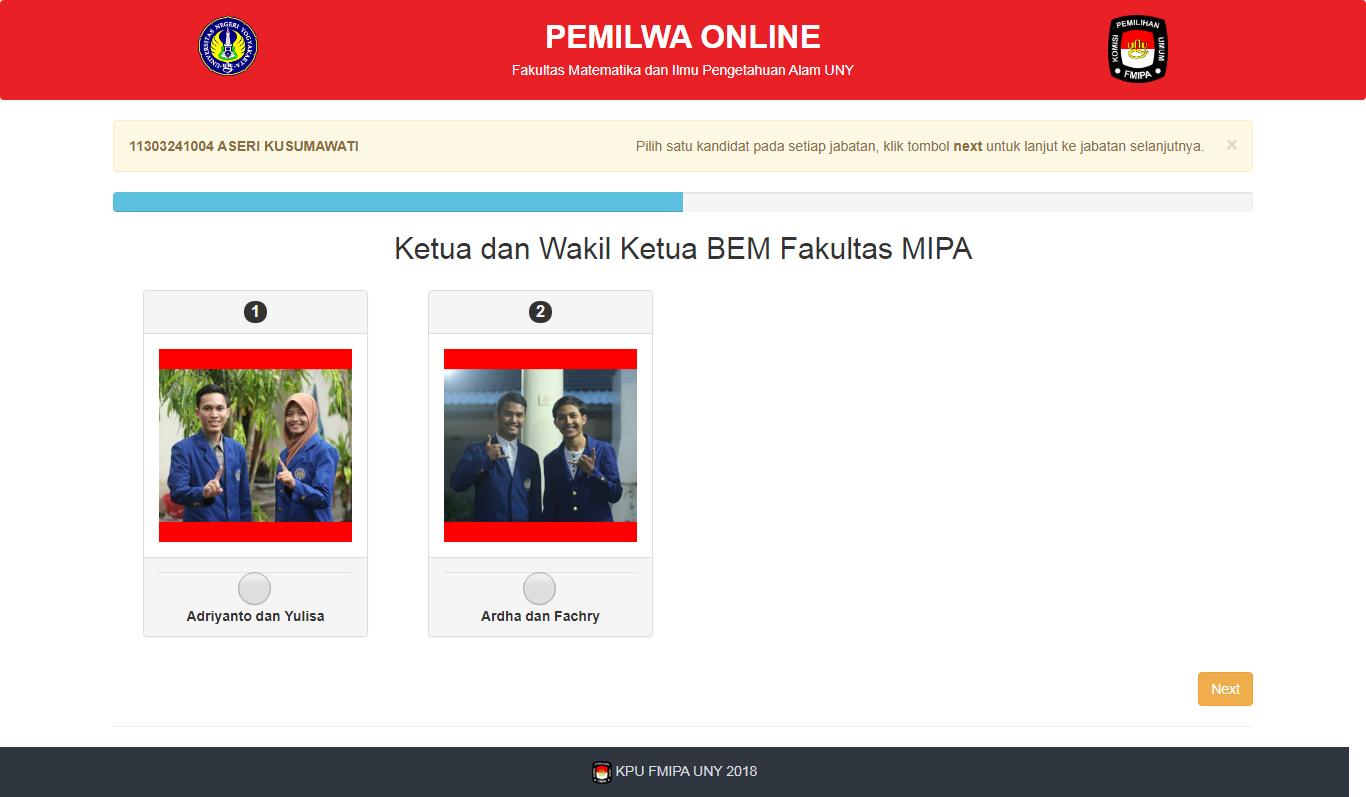 UNIVERSITAS NEGERI YOGYAKARTA
UNY
PEMILWA ONLINE
Fakultas Matematika dan Ilmu Pengetahuan Alam UNY
KOMISI PEMILIHAN UMUM
FMIPA
11303241004 ASERI KUSUMAWATI
Pilih satu kandidat pada setiap jabatan, klik tombol next untuk lanjut ke jabatan selanjutnya. ×
Ketua dan Wakil Ketua BEM Fakultas MIPA
1
2
Adriyanto dan Yulisa
Ardha dan Fachry
Next
KPU FMIPA UNY 2018